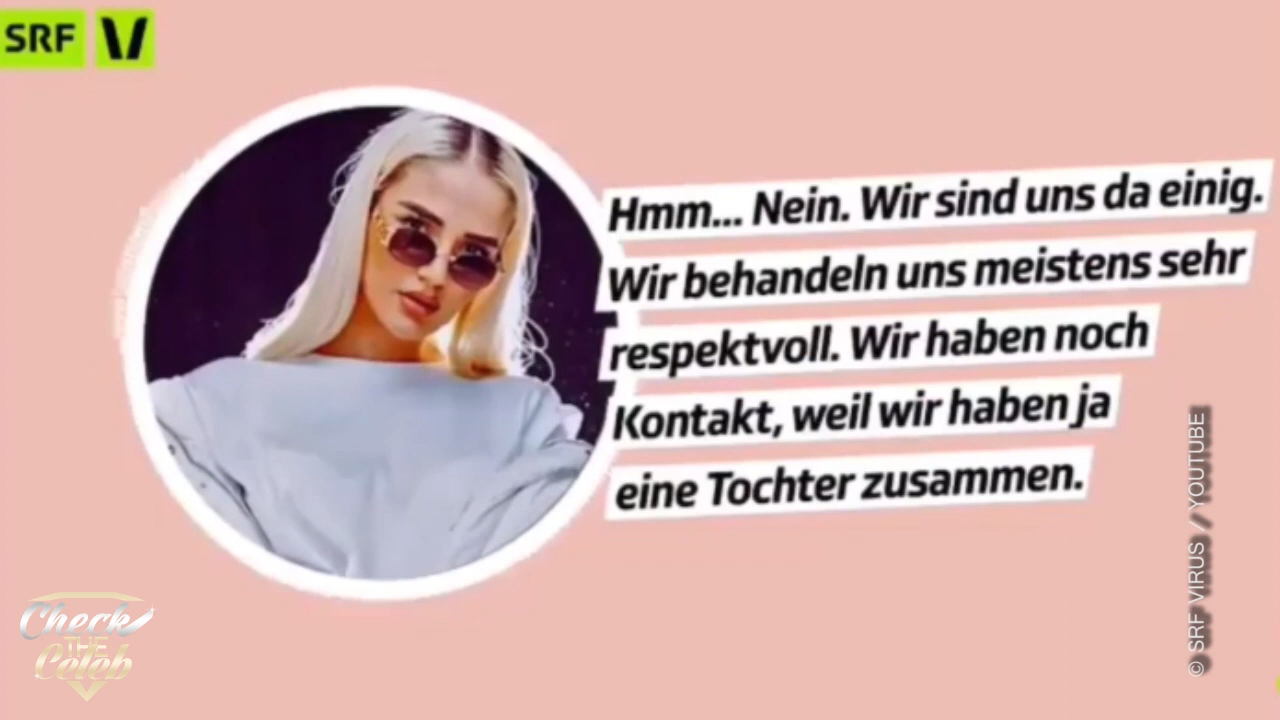 SRF
Hmm... Nein. Wir sind uns da einig.
Wir behandeln uns meistens sehr
respektvoll. Wir haben noch
Kontakt, weil wir haben ja
eine Tochter zusammen.
© SRF VIRUS / YOUTUBE
Check
THE
Celeb